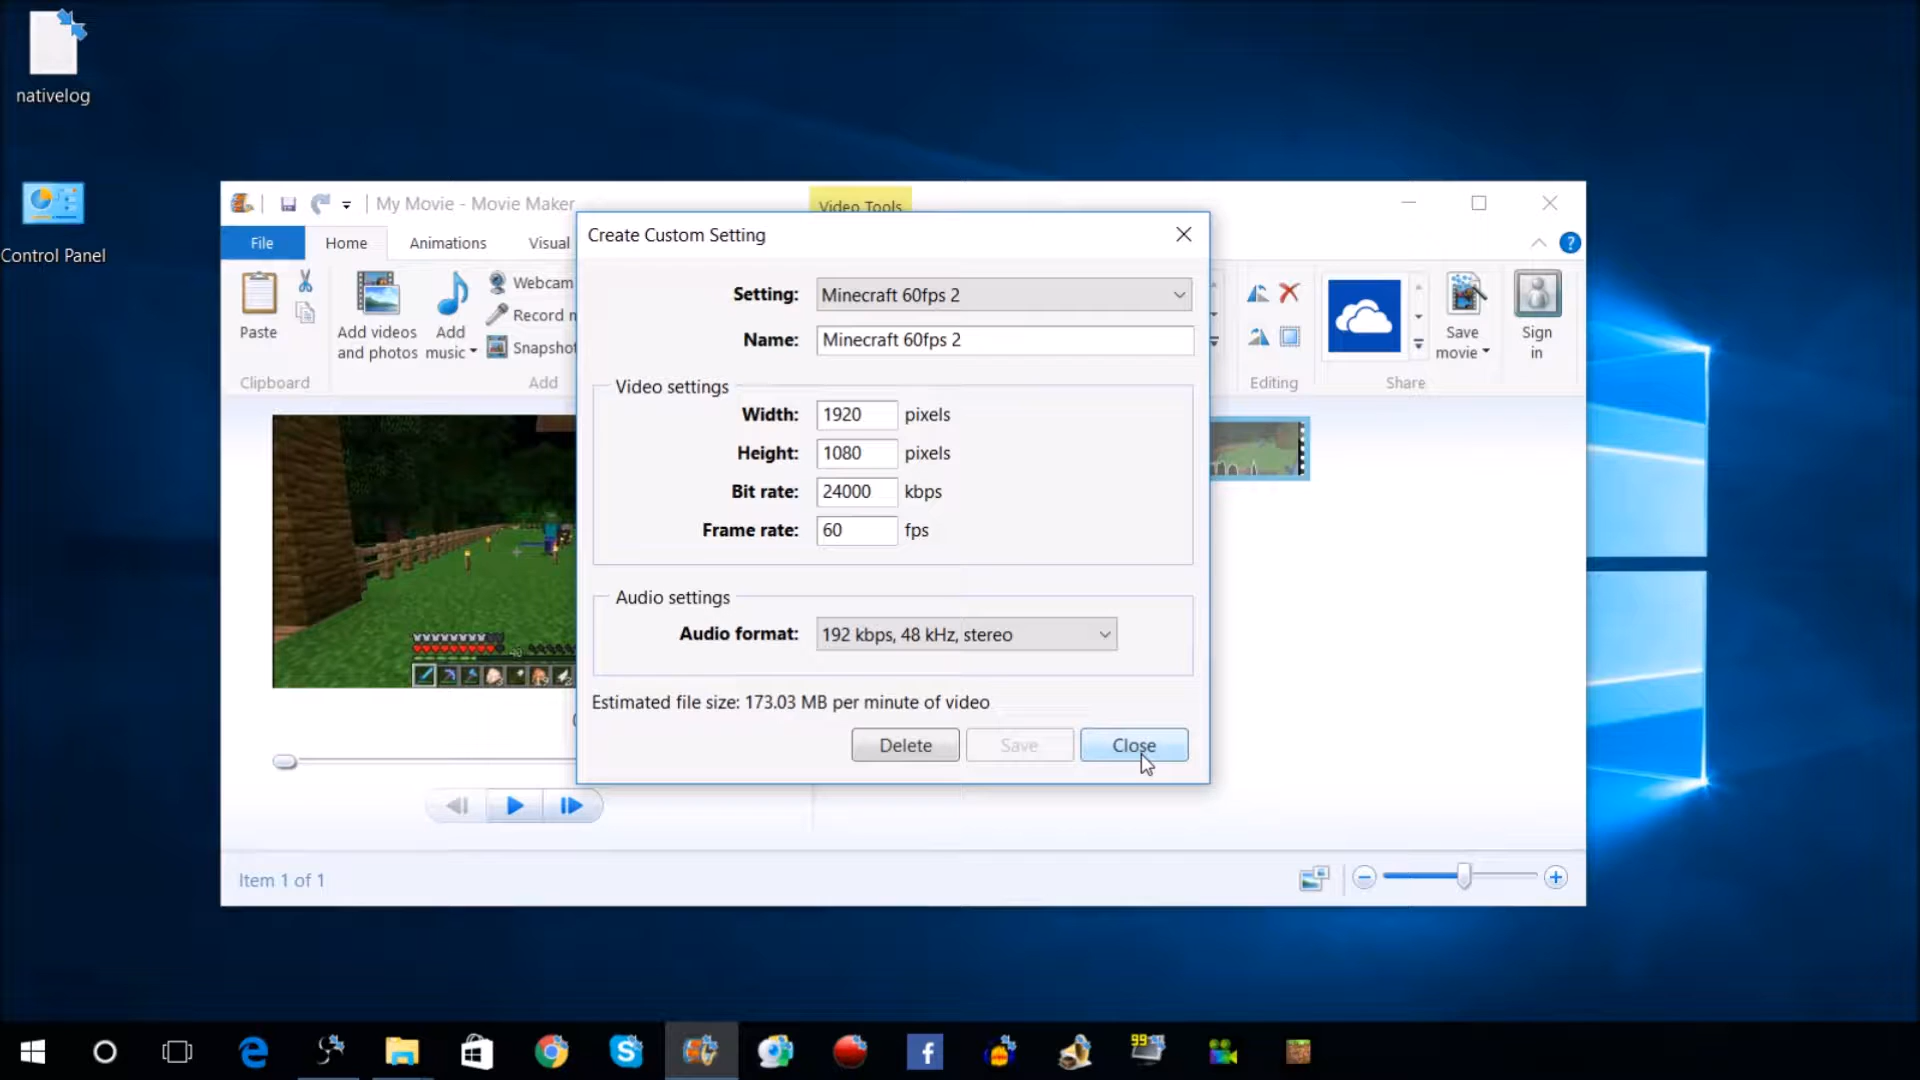 nativelog
Control Panel
My Movie - Movie Maker
Video Tools
File
Home
Animations
Visual
Paste
Clipboard
Add videos
and photos
Add
music
Webcam
Record
Snapshot
Add
Editing
Save
movie
Share
Sign
in
Create Custom Setting
Setting: Minecraft 60fps 2
Name: Minecraft 60fps 2
Video settings
Width: 1920 pixels
Height: 1080 pixels
Bit rate: 24000 kbps
Frame rate: 60 fps
Audio settings
Audio format: 192 kbps, 48 kHz, stereo
Estimated file size: 173.03 MB per minute of video
Delete
Save
Close
Item 1 of 1
99